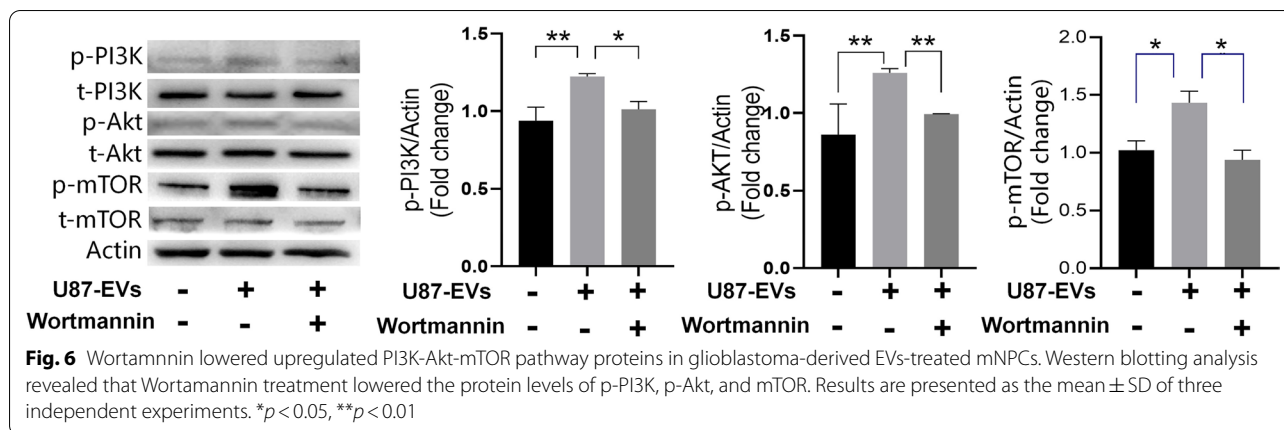 p-PI3K
t-PI3K
p-Akt
t-Akt
p-mTOR
t-mTOR
Actin
U87-EVs - + +
Wortmannin - - +
p-PI3K/Actin
(Fold change)
1.5
1.0
0.5
0.0
** *
U87-EVs - + +
Wortmannin - - +
p-AKT/Actin
(Fold change)
1.5
1.0
0.5
0.0
** **
U87-EVs - + +
Wortmannin - - +
p-mTOR/Actin
(Fold change)
2.0
1.5
1.0
0.5
0.0
* *
U87-EVs - + +
Wortmannin - - +
Fig. 6 Wortamnnin lowered upregulated PI3K-Akt-mTOR pathway proteins in glioblastoma-derived EVs-treated mNPCs. Western blotting analysis
revealed that Wortamannin treatment lowered the protein levels of p-PI3K, p-Akt, and mTOR. Results are presented as the mean ± SD of three
independent experiments. *p < 0.05, **p < 0.01